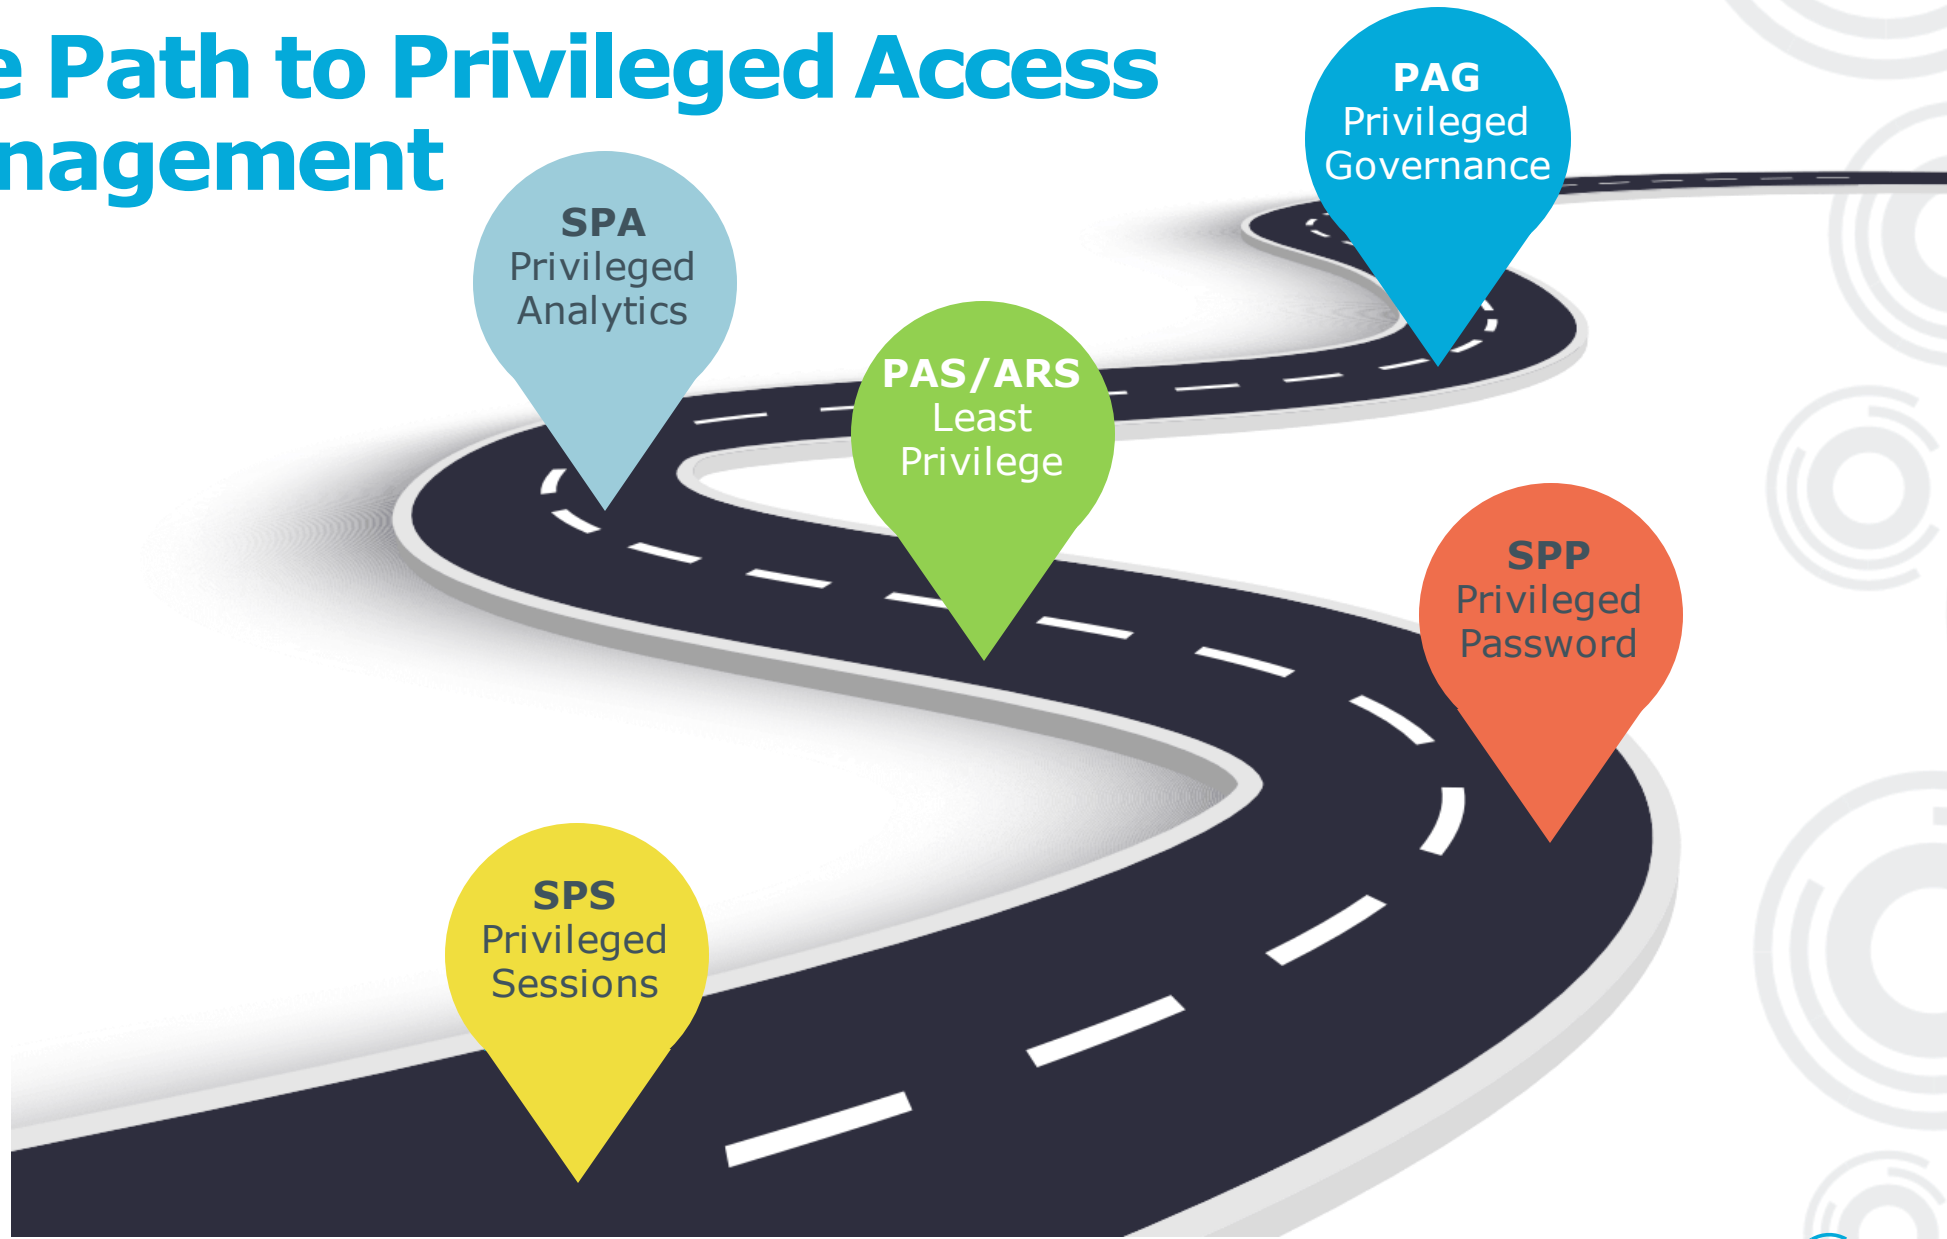 e Path to Privileged Access
nagement
PAG
Privileged
Governance
SPA
Privileged
Analytics
PAS/ARS
Least
Privilege
SPP
Privileged
Password
SPS
Privileged
Sessions